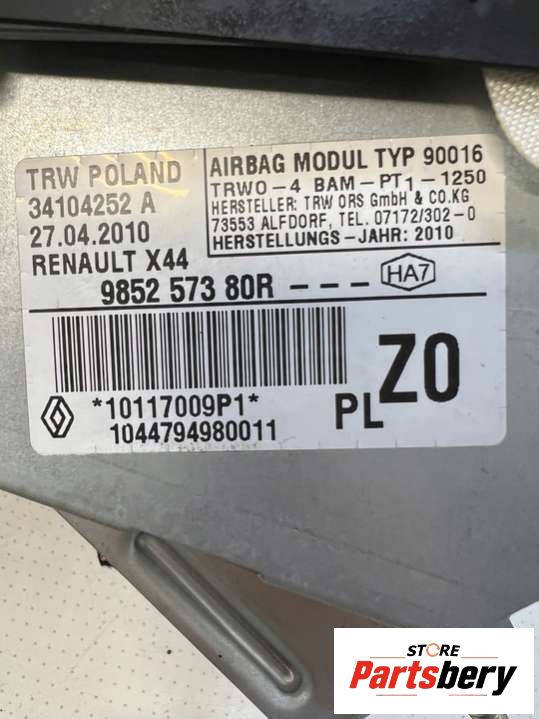 TRW POLAND
34104252 A
27.04.2010
RENAULT X44
AIRBAG MODUL TYP 90016
TRWO-4 BAM-PT1-1250
HERSTELLER: TRW ORS GmbH & CO.KG
73553 ALFDORF, TEL. 07172/302-0
HERSTELLUNGS-JAHR: 2010
9852 573 80R --- HA7
*10117009P1*
1044794980011
PL Z0
STORE
Partsbery